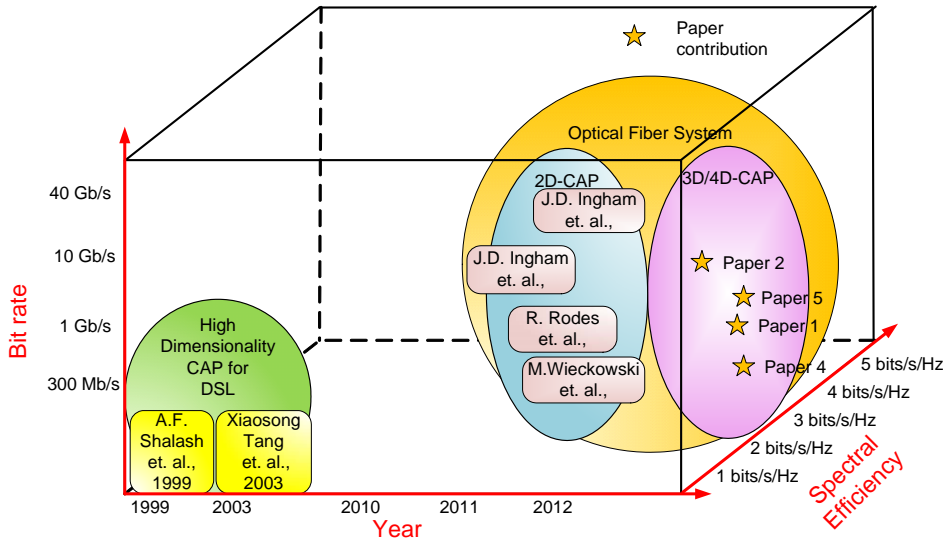 Paper
contribution
Optical Fiber System
2D-CAP
3D/4D-CAP
40 Gb/s
10 Gb/s
1 Gb/s
300 Mb/s
Bit rate
J.D. Ingham
et. al.,
J.D. Ingham
et. al.,
R. Rodes
et. al.,
M.Wieckowski
et. al.,
Paper 2
Paper 5
Paper 1
Paper 4
High
Dimensionality
CAP for
DSL
A.F.
Shalash
et. al.,
1999
Xiaosong
Tang
et. al.,
2003
5 bits/s/Hz
4 bits/s/Hz
3 bits/s/Hz
2 bits/s/Hz
1 bits/s/Hz
Spectral
Efficiency
1999
2003
2010
2011
2012
Year